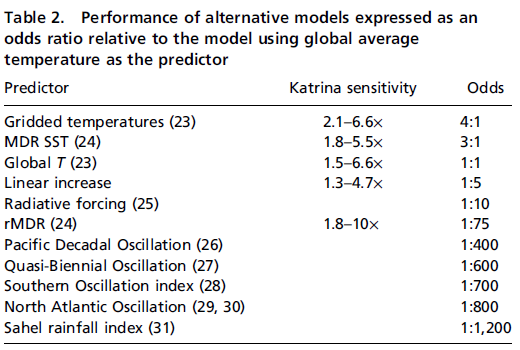 Table 2. Performance of alternative models expressed as an
odds ratio relative to the model using global average
temperature as the predictor
Predictor Katrina sensitivity Odds
Gridded temperatures (23) 2.1–6.6× 4:1
MDR SST (24) 1.8–5.5× 3:1
Global T (23) 1.5–6.6× 1:1
Linear increase 1.3–4.7× 1:5
Radiative forcing (25) 1:10
rMDR (24) 1.8–10× 1:75
Pacific Decadal Oscillation (26) 1:400
Quasi-Biennial Oscillation (27) 1:600
Southern Oscillation index (28) 1:700
North Atlantic Oscillation (29, 30) 1:800
Sahel rainfall index (31) 1:1,200